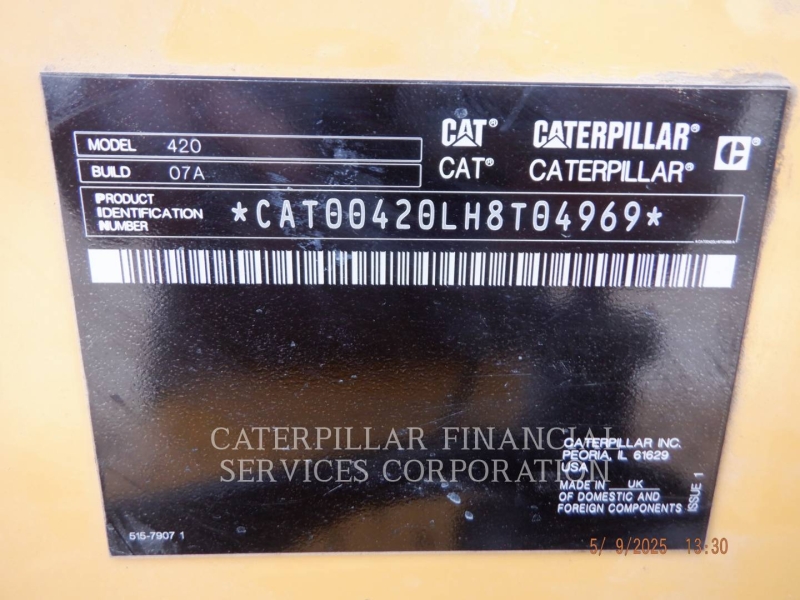 MODEL 420
BUILD 07A
CAT® CATERPILLAR®
CAT® CATERPILLAR®
PRODUCT
IDENTIFICATION
NUMBER
*CAT00420LH8T04969*
CATERPILLAR FINANCIAL
SERVICES CORPORATION
CATERPILLAR INC.
PEORIA, IL 61629
USA
MADE IN UK
OF DOMESTIC AND
FOREIGN COMPONENTS
ISSUE 1
515-7907 1
5/ 9/2025 13:30